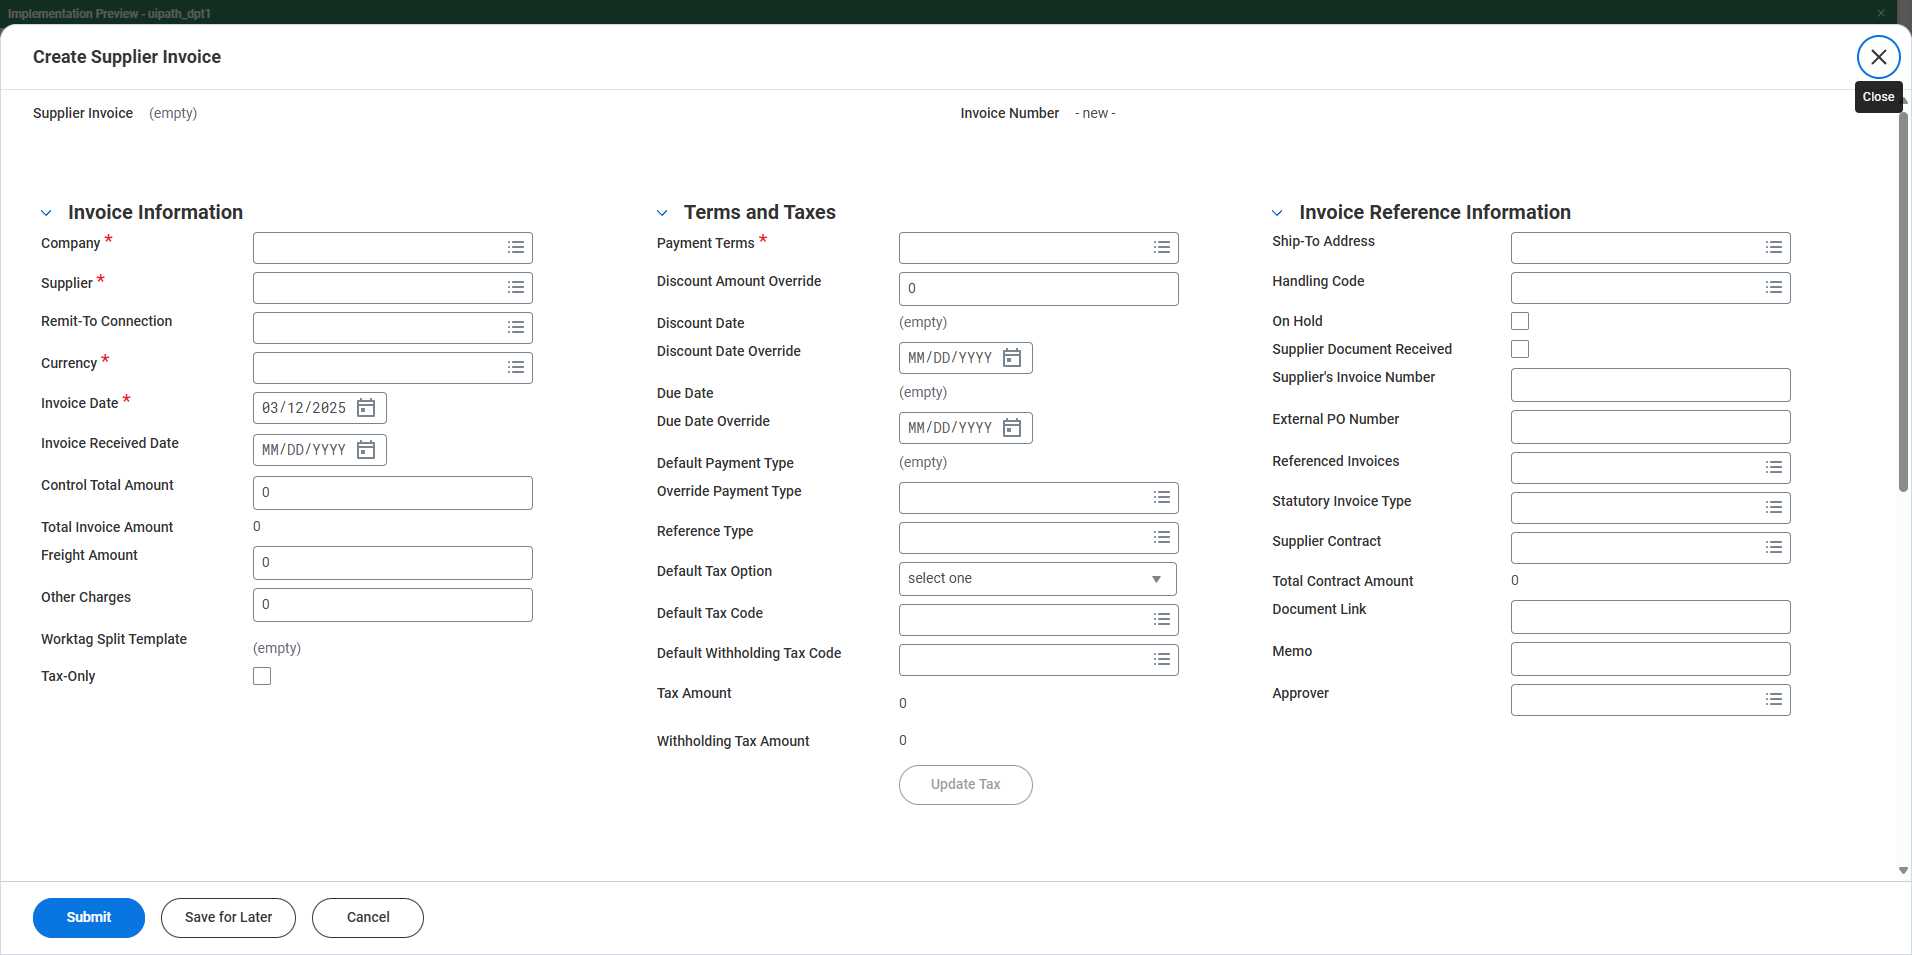 Implementation Preview - uipath_dpt1
Create Supplier Invoice
Close
Supplier Invoice (empty)
Invoice Number - new -
Invoice Information
Company *
Supplier *
Remit-To Connection
Currency *
Invoice Date * 03/12/2025
Invoice Received Date MM/DD/YYYY
Control Total Amount 0
Total Invoice Amount 0
Freight Amount 0
Other Charges 0
Worktag Split Template (empty)
Tax-Only
Terms and Taxes
Payment Terms *
Discount Amount Override 0
Discount Date (empty)
Discount Date Override MM/DD/YYYY
Due Date (empty)
Due Date Override MM/DD/YYYY
Default Payment Type (empty)
Override Payment Type
Reference Type
Default Tax Option select one
Default Tax Code
Default Withholding Tax Code
Tax Amount 0
Withholding Tax Amount 0
Update Tax
Invoice Reference Information
Ship-To Address
Handling Code
On Hold
Supplier Document Received
Supplier's Invoice Number
External PO Number
Referenced Invoices
Statutory Invoice Type
Supplier Contract
Total Contract Amount 0
Document Link
Memo
Approver
Submit
Save for Later
Cancel